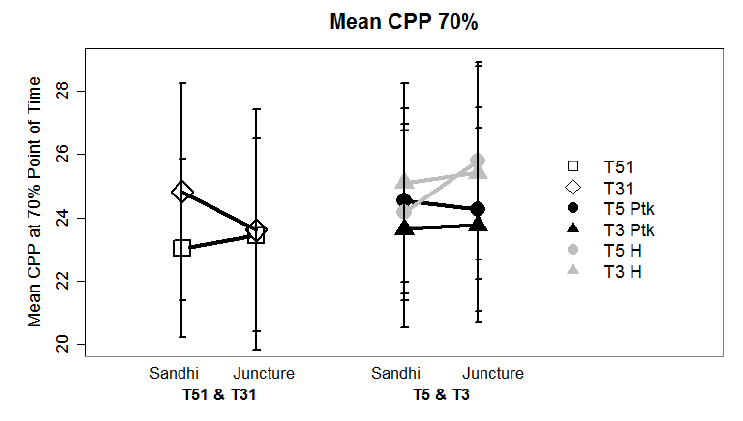 Mean CPP 70%
Mean CPP at 70% Point of Time
28
26
24
22
20
T51
T31
T5 Ptk
T3 Ptk
T5 H
T3 H
Sandhi Juncture Sandhi Juncture
T51 & T31 T5 & T3